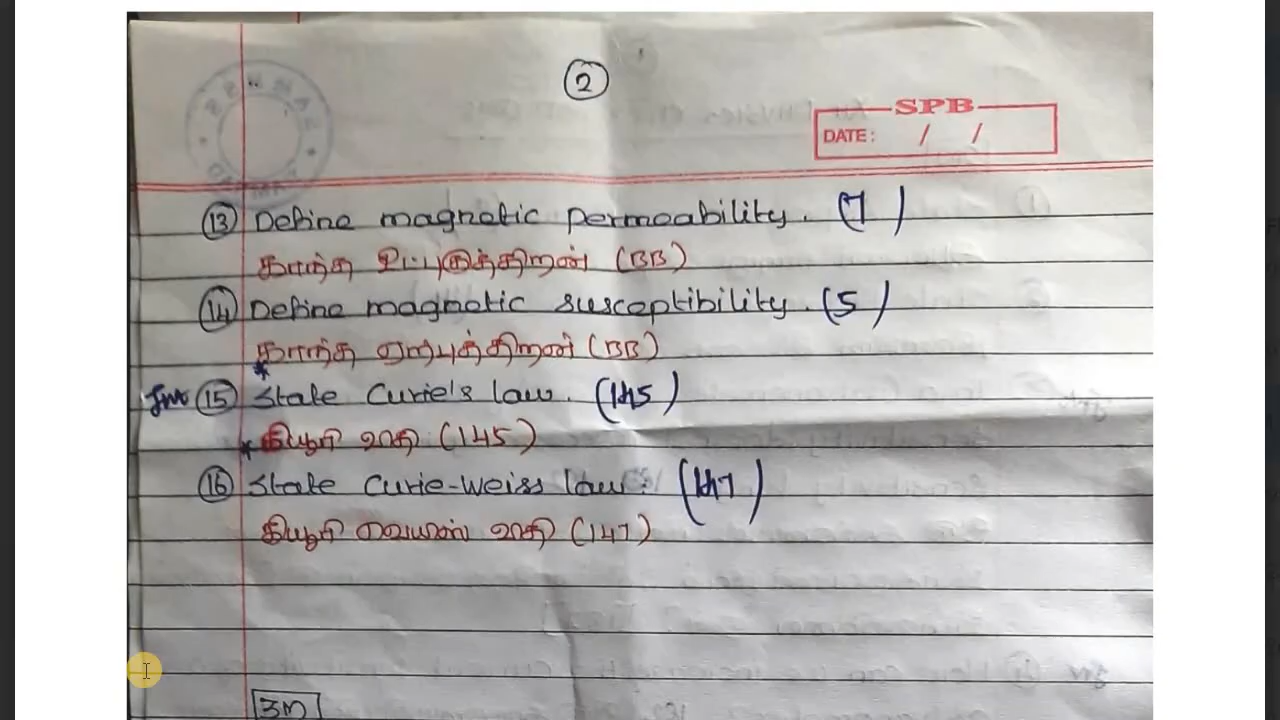 2
SPB
DATE: / /
13 Define magnetic permeability. (7)
காந்த உட்புகுத்திறன் (BB)
14 Define magnetic susceptibility. (5)
காந்த ஏற்புத்திறன் (BB)
Imp 15 State Curie's law. (145)
* கியூரி விதி (145)
16 State Curie-Weiss law. (147)
கியூரி வெய்ஸ் விதி (147)
3m